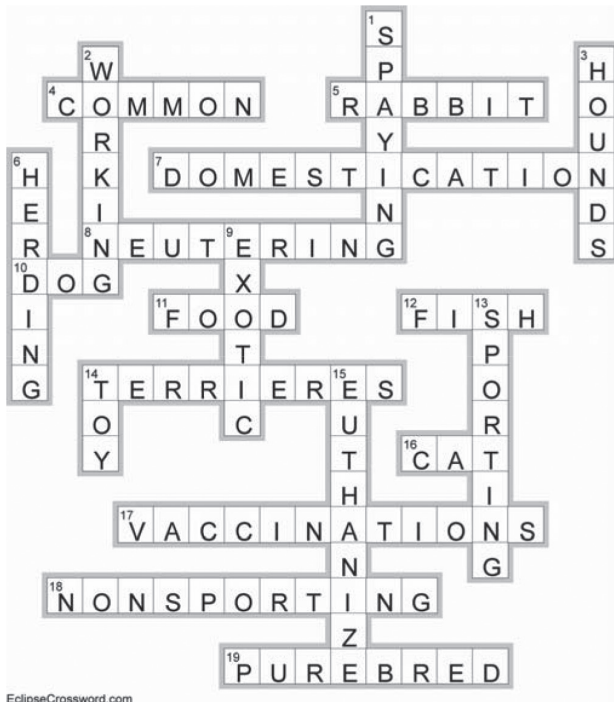 1 S
2 W P 3 H
4 C O M M O N 5 R A B B I T O
R Y U
6 H K 7 D O M E S T I C A T I O N
E I N D
R 8 N E U T 9 E R I N G S
10 D O G X
I 11 F O O D 12 F I 13 S H
N T P
G 14 T E R R I E R 15 E S O
O C U R
Y T 16 C A T
H I
17 V A C C I N A T I O N S
N G
18 N O N S P O R T I N G
Z
19 P U R E B R E D
EclipseCrossword.com